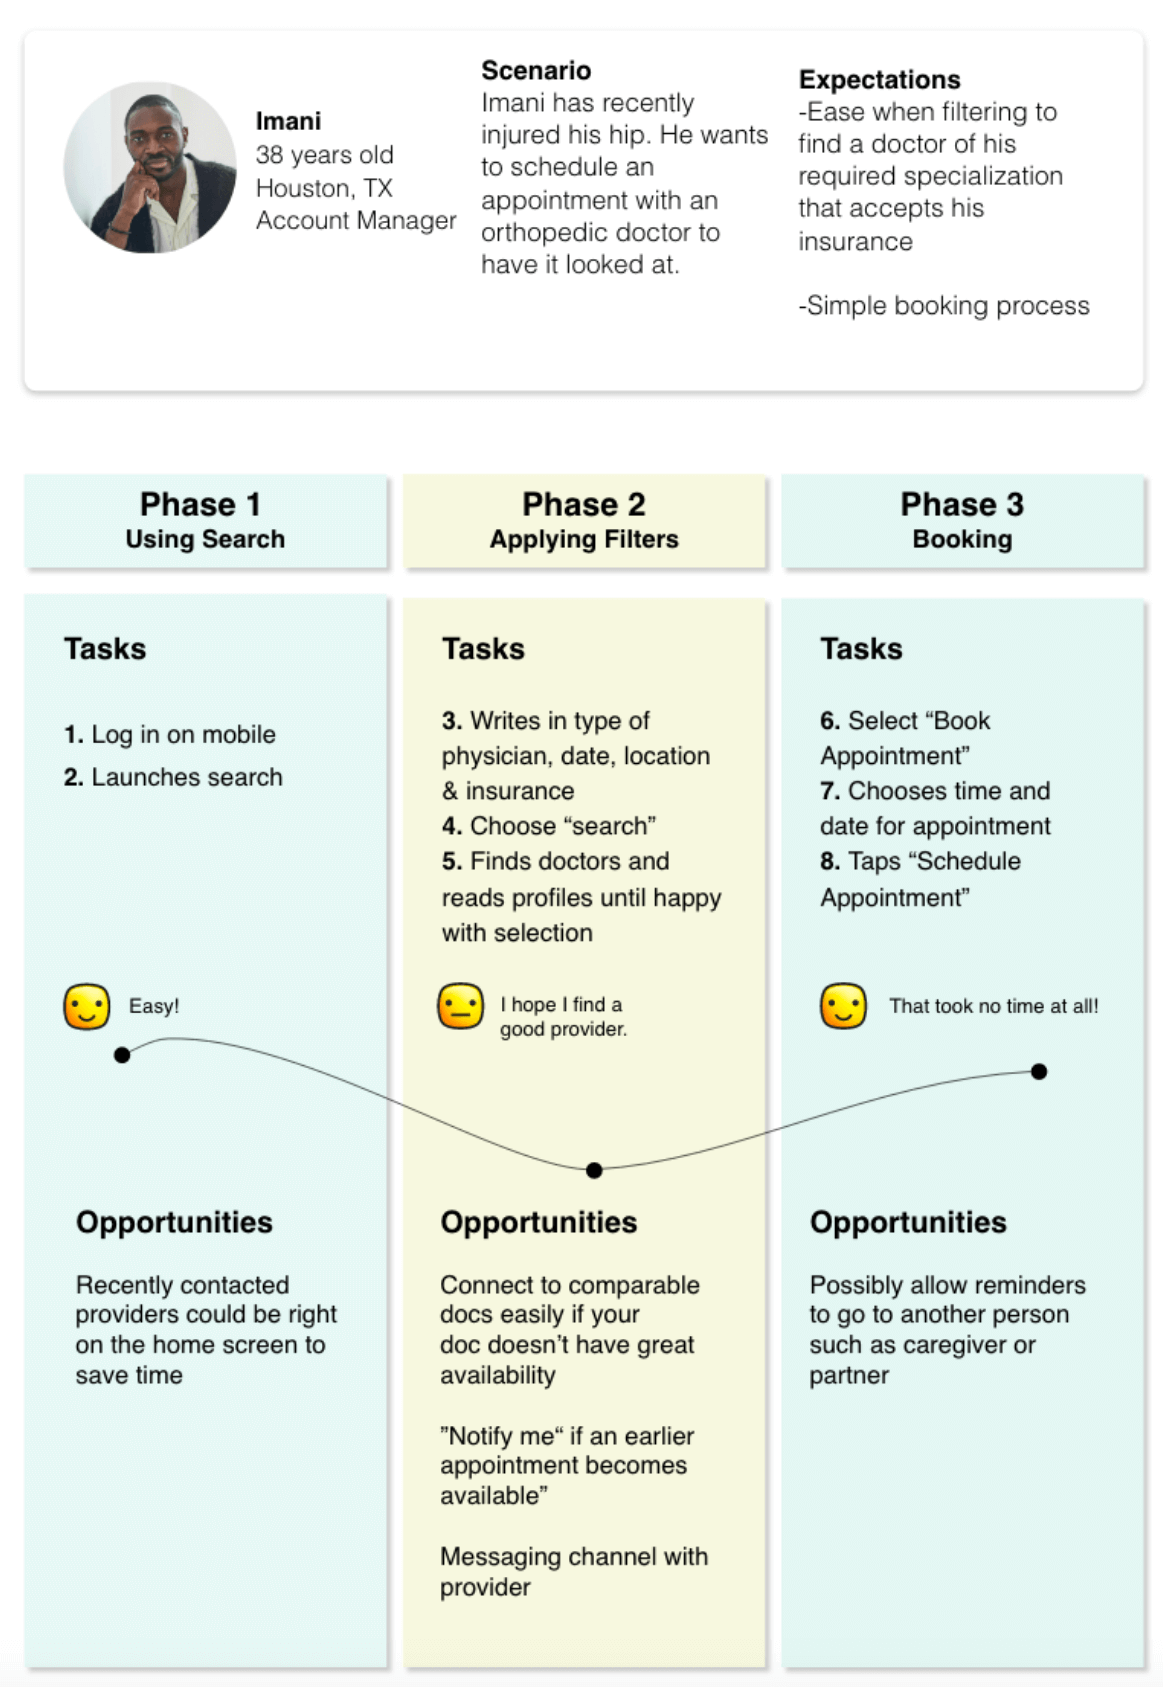 Imani
38 years old
Houston, TX
Account Manager
Scenario
Imani has recently
injured his hip. He wants
to schedule an
appointment with an
orthopedic doctor to
have it looked at.
Expectations
-Ease when filtering to
find a doctor of his
required specialization
that accepts his
insurance
-Simple booking process
Phase 1
Using Search
Phase 2
Applying Filters
Phase 3
Booking
Tasks
1. Log in on mobile
2. Launches search
Easy!
Opportunities
Recently contacted
providers could be right
on the home screen to
save time
Tasks
3. Writes in type of
physician, date, location
& insurance
4. Choose “search”
5. Finds doctors and
reads profiles until happy
with selection
I hope I find a
good provider.
Opportunities
Connect to comparable
docs easily if your
doc doesn’t have great
availability
”Notify me“ if an earlier
appointment becomes
available”
Messaging channel with
provider
Tasks
6. Select “Book
Appointment”
7. Chooses time and
date for appointment
8. Taps “Schedule
Appointment”
That took no time at all!
Opportunities
Possibly allow reminders
to go to another person
such as caregiver or
partner